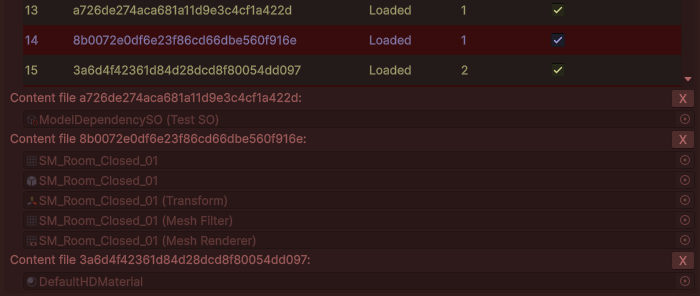 13 a726de274aca681a11d9e3c4cf1a422d Loaded 1
14 8b0072e0df6e23f86cd66dbe560f916e Loaded 1
15 3a6d4f42361d84d28dcd8f80054dd097 Loaded 2
Content file a726de274aca681a11d9e3c4cf1a422d: X
ModelDependencySO (Test SO)
Content file 8b0072e0df6e23f86cd66dbe560f916e: X
SM_Room_Closed_01
SM_Room_Closed_01
SM_Room_Closed_01 (Transform)
SM_Room_Closed_01 (Mesh Filter)
SM_Room_Closed_01 (Mesh Renderer)
Content file 3a6d4f42361d84d28dcd8f80054dd097: X
DefaultHDMaterial